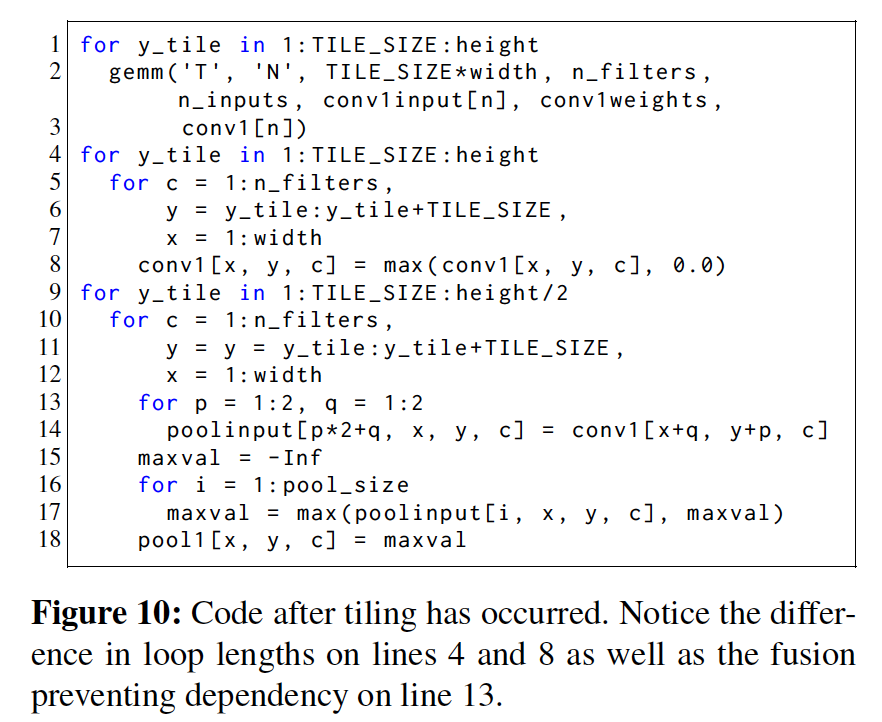 1 for y_tile in 1:TILE_SIZE:height
2 gemm('T', 'N', TILE_SIZE*width, n_filters,
n_inputs, conv1input[n], conv1weights,
3 conv1[n])
4 for y_tile in 1:TILE_SIZE:height
5 for c = 1:n_filters,
6 y = y_tile:y_tile+TILE_SIZE,
7 x = 1:width
8 conv1[x, y, c] = max(conv1[x, y, c], 0.0)
9 for y_tile in 1:TILE_SIZE:height/2
10 for c = 1:n_filters,
11 y = y = y_tile:y_tile+TILE_SIZE,
12 x = 1:width
13 for p = 1:2, q = 1:2
14 poolinput[p*2+q, x, y, c] = conv1[x+q, y+p, c]
15 maxval = -Inf
16 for i = 1:pool_size
17 maxval = max(poolinput[i, x, y, c], maxval)
18 pool1[x, y, c] = maxval
Figure 10: Code after tiling has occurred. Notice the differ-
ence in loop lengths on lines 4 and 8 as well as the fusion
preventing dependency on line 13.